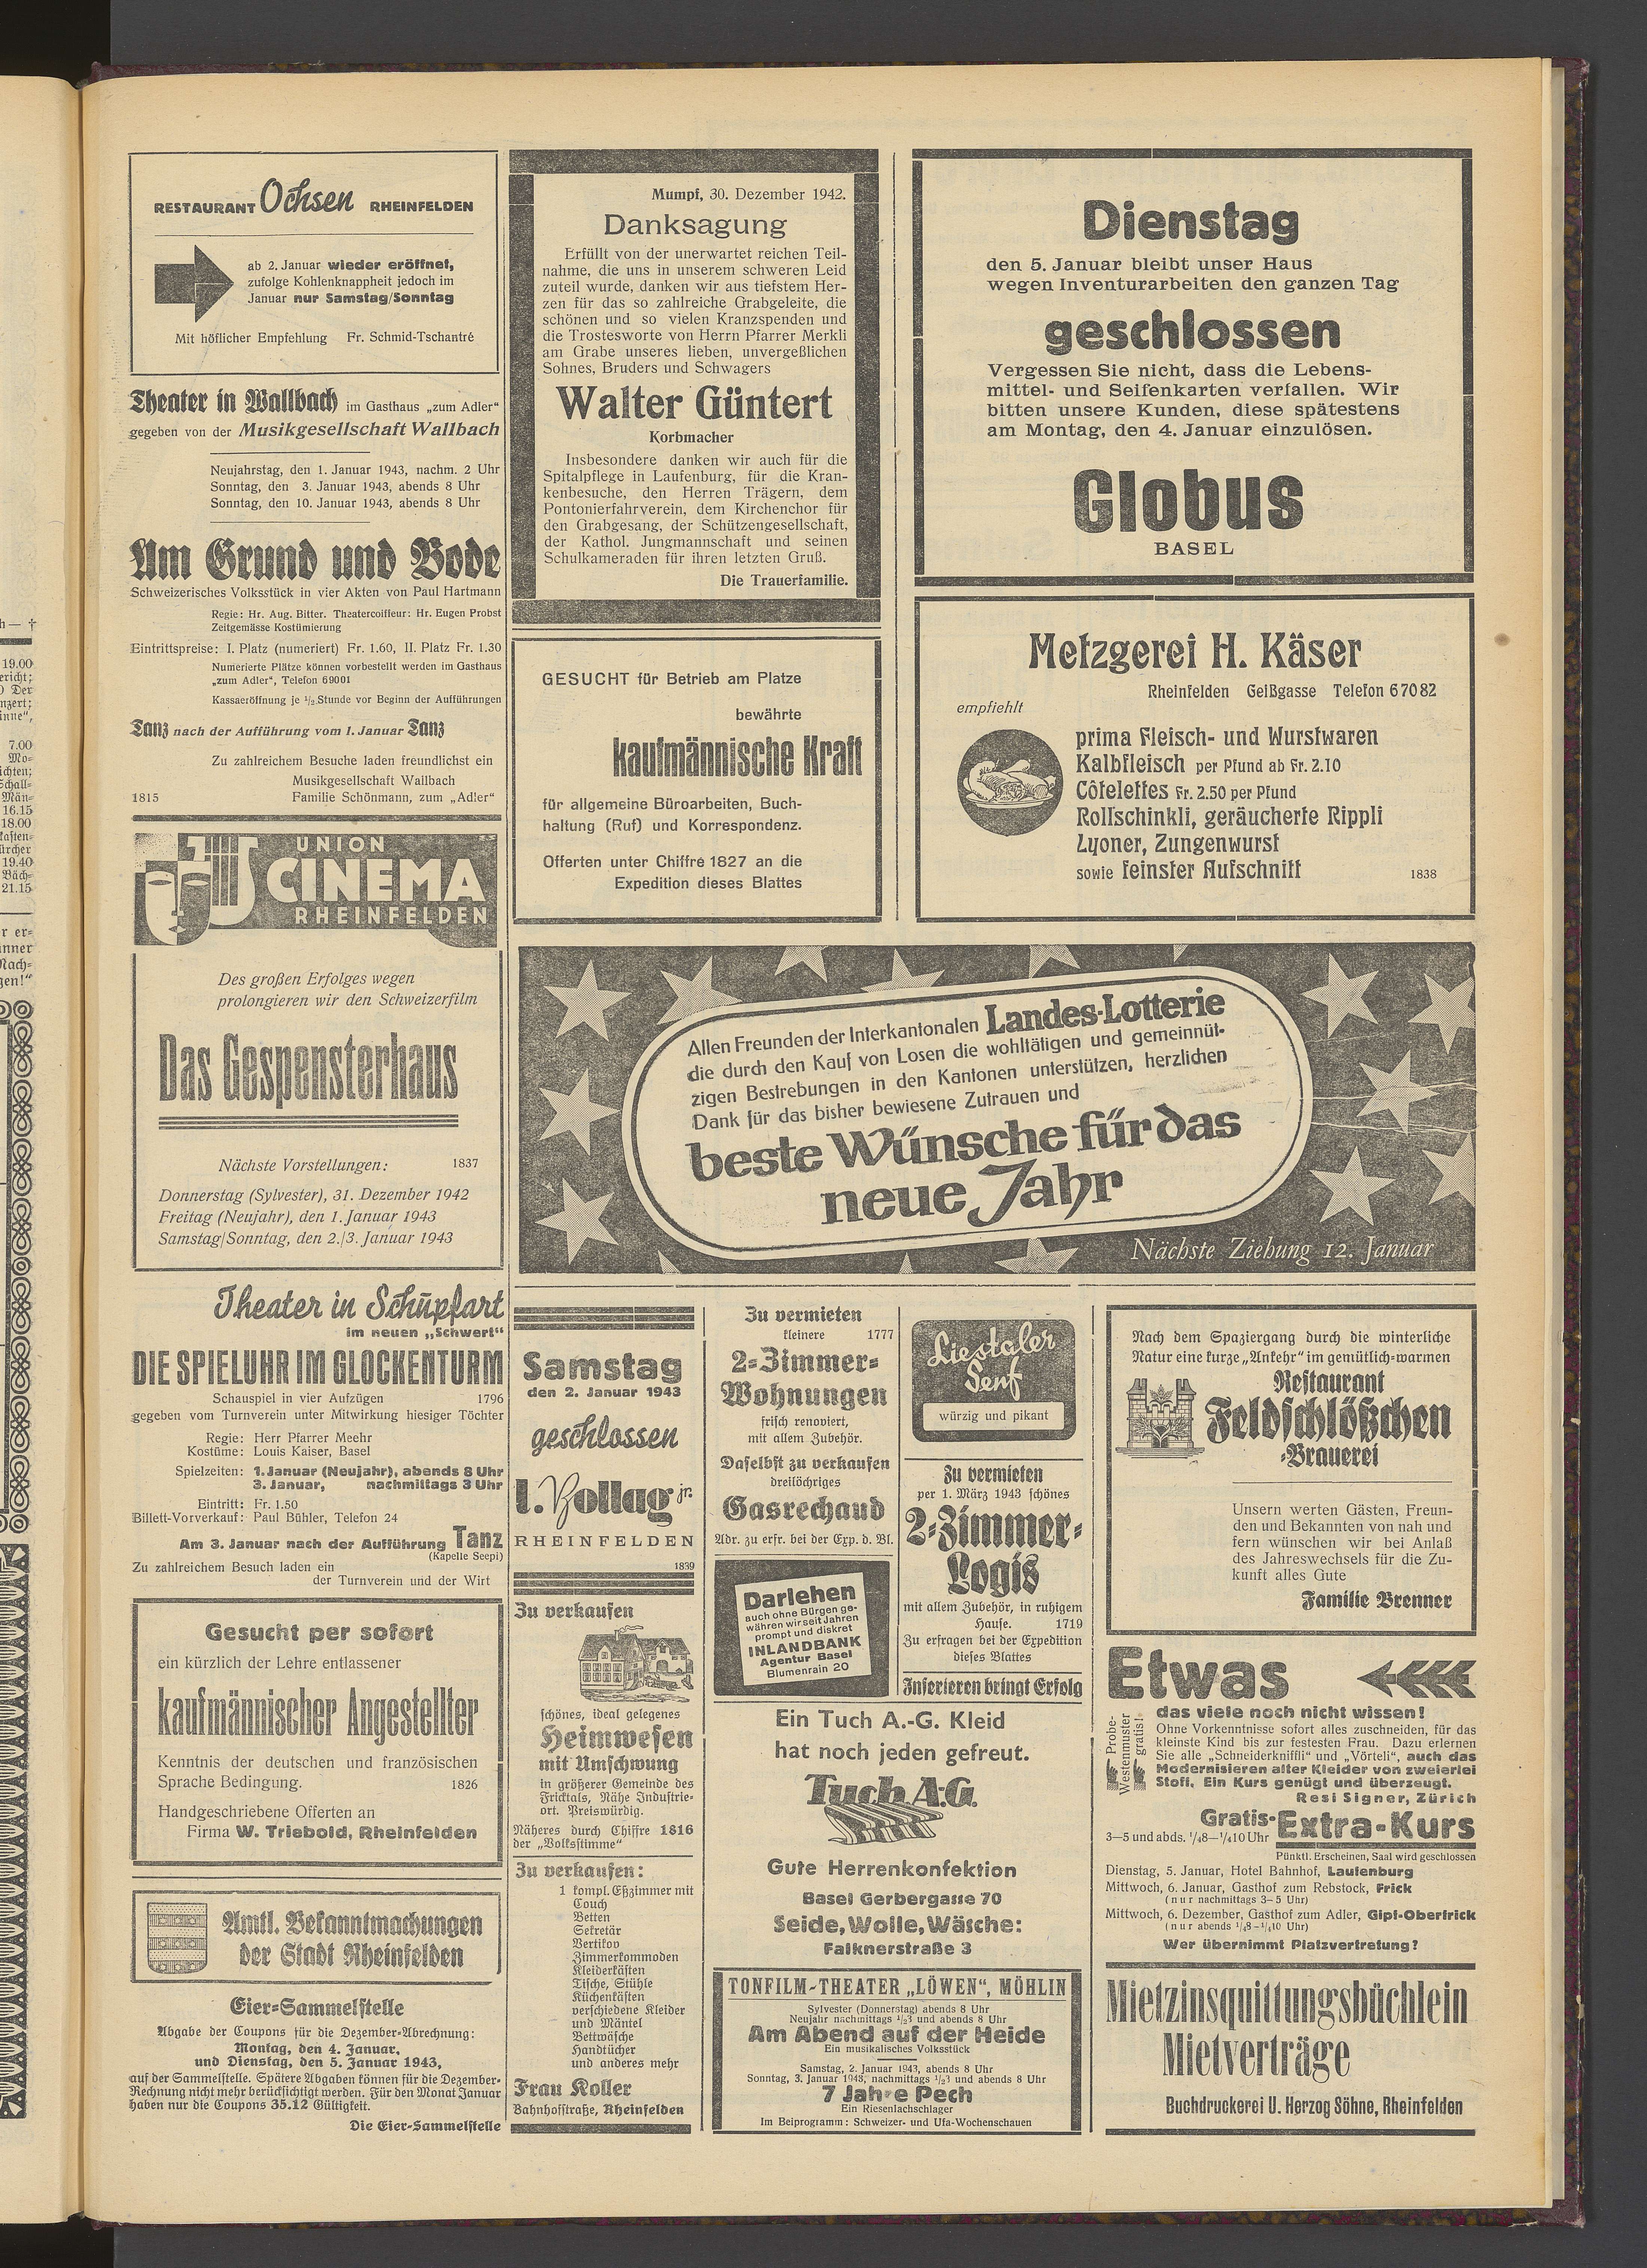 h— †
19.00
ericht;
0 Der
nzert;
inne",
7.00
Mo-
ichten;
Schall-
Män-
16.15
18.00
kasten-
ürcher
19.40
Bäch-
21.15
r er-
inner
Nach-
gen!"
RESTAURANT Ochsen RHEINFELDEN
ab 2. Januar wieder eröffnet,
zufolge Kohlenknappheit jedoch im
Januar nur Samstag/Sonntag
Mit höflicher Empfehlung Fr. Schmid-Tschantré
Theater in Wallbach im Gasthaus „zum Adler"
gegeben von der Musikgesellschaft Wallbach
Neujahrstag, den 1. Januar 1943, nachm. 2 Uhr
Sonntag, den 3. Januar 1943, abends 8 Uhr
Sonntag, den 10. Januar 1943, abends 8 Uhr
Am Grund und Bode
Schweizerisches Volksstück in vier Akten von Paul Hartmann
Regie: Hr. Aug. Bitter. Theatercoiffeur: Hr. Eugen Probst
Zeitgemässe Kostümierung
Eintrittspreise: I. Platz (numeriert) Fr. 1.60, II. Platz Fr. 1.30
Numerierte Plätze können vorbestellt werden im Gasthaus
„zum Adler", Telefon 69001
Kassaeröffnung je ½ Stunde vor Beginn der Aufführungen
Tanz nach der Aufführung vom 1. Januar Tanz
Zu zahlreichem Besuche laden freundlichst ein
Musikgesellschaft Wallbach
1815 Familie Schönmann, zum „Adler"
UNION
CINEMA
RHEINFELDEN
Des großen Erfolges wegen
prolongieren wir den Schweizerfilm
Das Gespensterhaus
Nächste Vorstellungen: 1837
Donnerstag (Sylvester), 31. Dezember 1942
Freitag (Neujahr), den 1. Januar 1943
Samstag/Sonntag, den 2./3. Januar 1943
Theater in Schupfart
im neuen „Schwert"
DIE SPIELUHR IM GLOCKENTURM
Schauspiel in vier Aufzügen 1796
gegeben vom Turnverein unter Mitwirkung hiesiger Töchter
Regie: Herr Pfarrer Meehr
Kostüme: Louis Kaiser, Basel
Spielzeiten: 1. Januar (Neujahr), abends 8 Uhr
3. Januar, nachmittags 3 Uhr
Eintritt: Fr. 1.50
Billett-Vorverkauf: Paul Bühler, Telefon 24
Am 3. Januar nach der Aufführung Tanz
(Kapelle Seepi)
Zu zahlreichem Besuch laden ein
der Turnverein und der Wirt
Gesucht per sofort
ein kürzlich der Lehre entlassener
kaufmännischer Angestellter
Kenntnis der deutschen und französischen
Sprache Bedingung. 1826
Handgeschriebene Offerten an
Firma W. Triebold, Rheinfelden
Amtl. Bekanntmachungen
der Stadt Rheinfelden
Eier-Sammelstelle
Abgabe der Coupons für die Dezember-Abrechnung:
Montag, den 4. Januar,
und Dienstag, den 5. Januar 1943,
auf der Sammelstelle. Spätere Abgaben können für die Dezember-
Rechnung nicht mehr berücksichtigt werden. Für den Monat Januar
haben nur die Coupons 35.12 Gültigkeit.
Die Eier-Sammelstelle
Mumpf, 30. Dezember 1942.
Danksagung
Erfüllt von der unerwartet reichen Teil-
nahme, die uns in unserem schweren Leid
zuteil wurde, danken wir aus tiefstem Her-
zen für das so zahlreiche Grabgeleite, die
schönen und so vielen Kranzspenden und
die Trostesworte von Herrn Pfarrer Merkli
am Grabe unseres lieben, unvergeßlichen
Sohnes, Bruders und Schwagers
Walter Güntert
Korbmacher
Insbesondere danken wir auch für die
Spitalpflege in Laufenburg, für die Kran-
kenbesuche, den Herren Trägern, dem
Pontonierfahrverein, dem Kirchenchor für
den Grabgesang, der Schützengesellschaft,
der Kathol. Jungmannschaft und seinen
Schulkameraden für ihren letzten Gruß.
Die Trauerfamilie.
GESUCHT für Betrieb am Platze
bewährte
kaufmännische Kraft
für allgemeine Büroarbeiten, Buch-
haltung (Ruf) und Korrespondenz.
Offerten unter Chiffre 1827 an die
Expedition dieses Blattes
Dienstag
den 5. Januar bleibt unser Haus
wegen Inventurarbeiten den ganzen Tag
geschlossen
Vergessen Sie nicht, dass die Lebens-
mittel- und Seifenkarten verfallen. Wir
bitten unsere Kunden, diese spätestens
am Montag, den 4. Januar einzulösen.
Globus
BASEL
Metzgerei H. Käser
Rheinfelden Geißgasse Telefon 67082
empfiehlt
prima Fleisch- und Wurstwaren
Kalbfleisch per Pfund ab Fr. 2.10
Côtelettes Fr. 2.50 per Pfund
Rollschinkli, geräucherte Rippli
Lyoner, Zungenwurst
sowie feinster Aufschnitt 1838
Allen Freunden der Interkantonalen Landes-Lotterie
die durch den Kauf von Losen die wohltätigen und gemeinnüt-
zigen Bestrebungen in den Kantonen unterstützen, herzlichen
Dank für das bisher bewiesene Zutrauen und
beste Wünsche für das
neue Jahr
Nächste Ziehung 12. Januar
Samstag
den 2. Januar 1943
geschlossen
l. Bollag jr.
RHEINFELDEN
1839
Zu verkaufen
schönes, ideal gelegenes
Heimwesen
mit Umschwung
in größerer Gemeinde des
Fricktals, Nähe Industrie-
ort. Preiswürdig.
Näheres durch Chiffre 1816
der „Volksstimme"
Zu verkaufen:
1 kompl. Eßzimmer mit
Couch
Betten
Sekretär
Vertikon
Zimmerkommoden
Kleiderkästen
Tische, Stühle
Küchenkästen
verschiedene Kleider
und Mäntel
Bettwäsche
Handtücher
und anderes mehr
Frau Koller
Bahnhofstraße, Rheinfelden
Zu vermieten
kleinere 1777
2-Zimmer-
Wohnungen
frisch renoviert,
mit allem Zubehör.
Daselbst zu verkaufen
dreilöchriges
Gasrechaud
Adr. zu erfr. bei der Exp. d. Bl.
Darlehen
auch ohne Bürgen ge-
währen wir seit Jahren
prompt und diskret
INLANDBANK
Agentur Basel
Blumenrain 20
Liestaler
Senf
würzig und pikant
Zu vermieten
per 1. März 1943 schönes
2-Zimmer-
Logis
mit allem Zubehör, in ruhigem
Hause. 1719
Zu erfragen bei der Expedition
dieses Blattes
Inserieren bringt Erfolg
Ein Tuch A.-G. Kleid
hat noch jeden gefreut.
Tuch A.G.
Gute Herrenkonfektion
Basel Gerbergasse 70
Seide, Wolle, Wäsche:
Falknerstraße 3
TONFILM-THEATER „LÖWEN", MÖHLIN
Sylvester (Donnerstag) abends 8 Uhr
Neujahr nachmittags ½3 und abends 8 Uhr
Am Abend auf der Heide
Ein musikalisches Volksstück
Samstag, 2. Januar 1943, abends 8 Uhr
Sonntag, 3. Januar 1943, nachmittags ½3 und abends 8 Uhr
7 Jahre Pech
Ein Riesenlachschlager
Im Beiprogramm: Schweizer- und Ufa-Wochenschauen
Nach dem Spaziergang durch die winterliche
Natur eine kurze „Ankehr" im gemütlich-warmen
Restaurant
Feldschlößchen
-Brauerei
Unsern werten Gästen, Freun-
den und Bekannten von nah und
fern wünschen wir bei Anlaß
des Jahreswechsels für die Zu-
kunft alles Gute
Familie Brenner
Etwas
das viele noch nicht wissen!
Probe-
Westenmuster
gratis!
Ohne Vorkenntnisse sofort alles zuschneiden, für das
kleinste Kind bis zur festesten Frau. Dazu erlernen
Sie alle „Schneiderkniffli" und „Vörteli", auch das
Modernisieren alter Kleider von zweierlei
Stoff. Ein Kurs genügt und überzeugt.
Resi Signer, Zürich
Gratis-Extra-Kurs
3—5 und abds. ¼8—¼10 Uhr
Pünktl. Erscheinen, Saal wird geschlossen
Dienstag, 5. Januar, Hotel Bahnhof, Laufenburg
Mittwoch, 6. Januar, Gasthof zum Rebstock, Frick
(nur nachmittags 3—5 Uhr)
Mittwoch, 6. Dezember, Gasthof zum Adler, Gipf-Oberfrick
(nur abends ¼8—¼10 Uhr)
Wer übernimmt Platzvertretung?
Mietzinsquittungsbüchlein
Mietverträge
Buchdruckerei U. Herzog Söhne, Rheinfelden